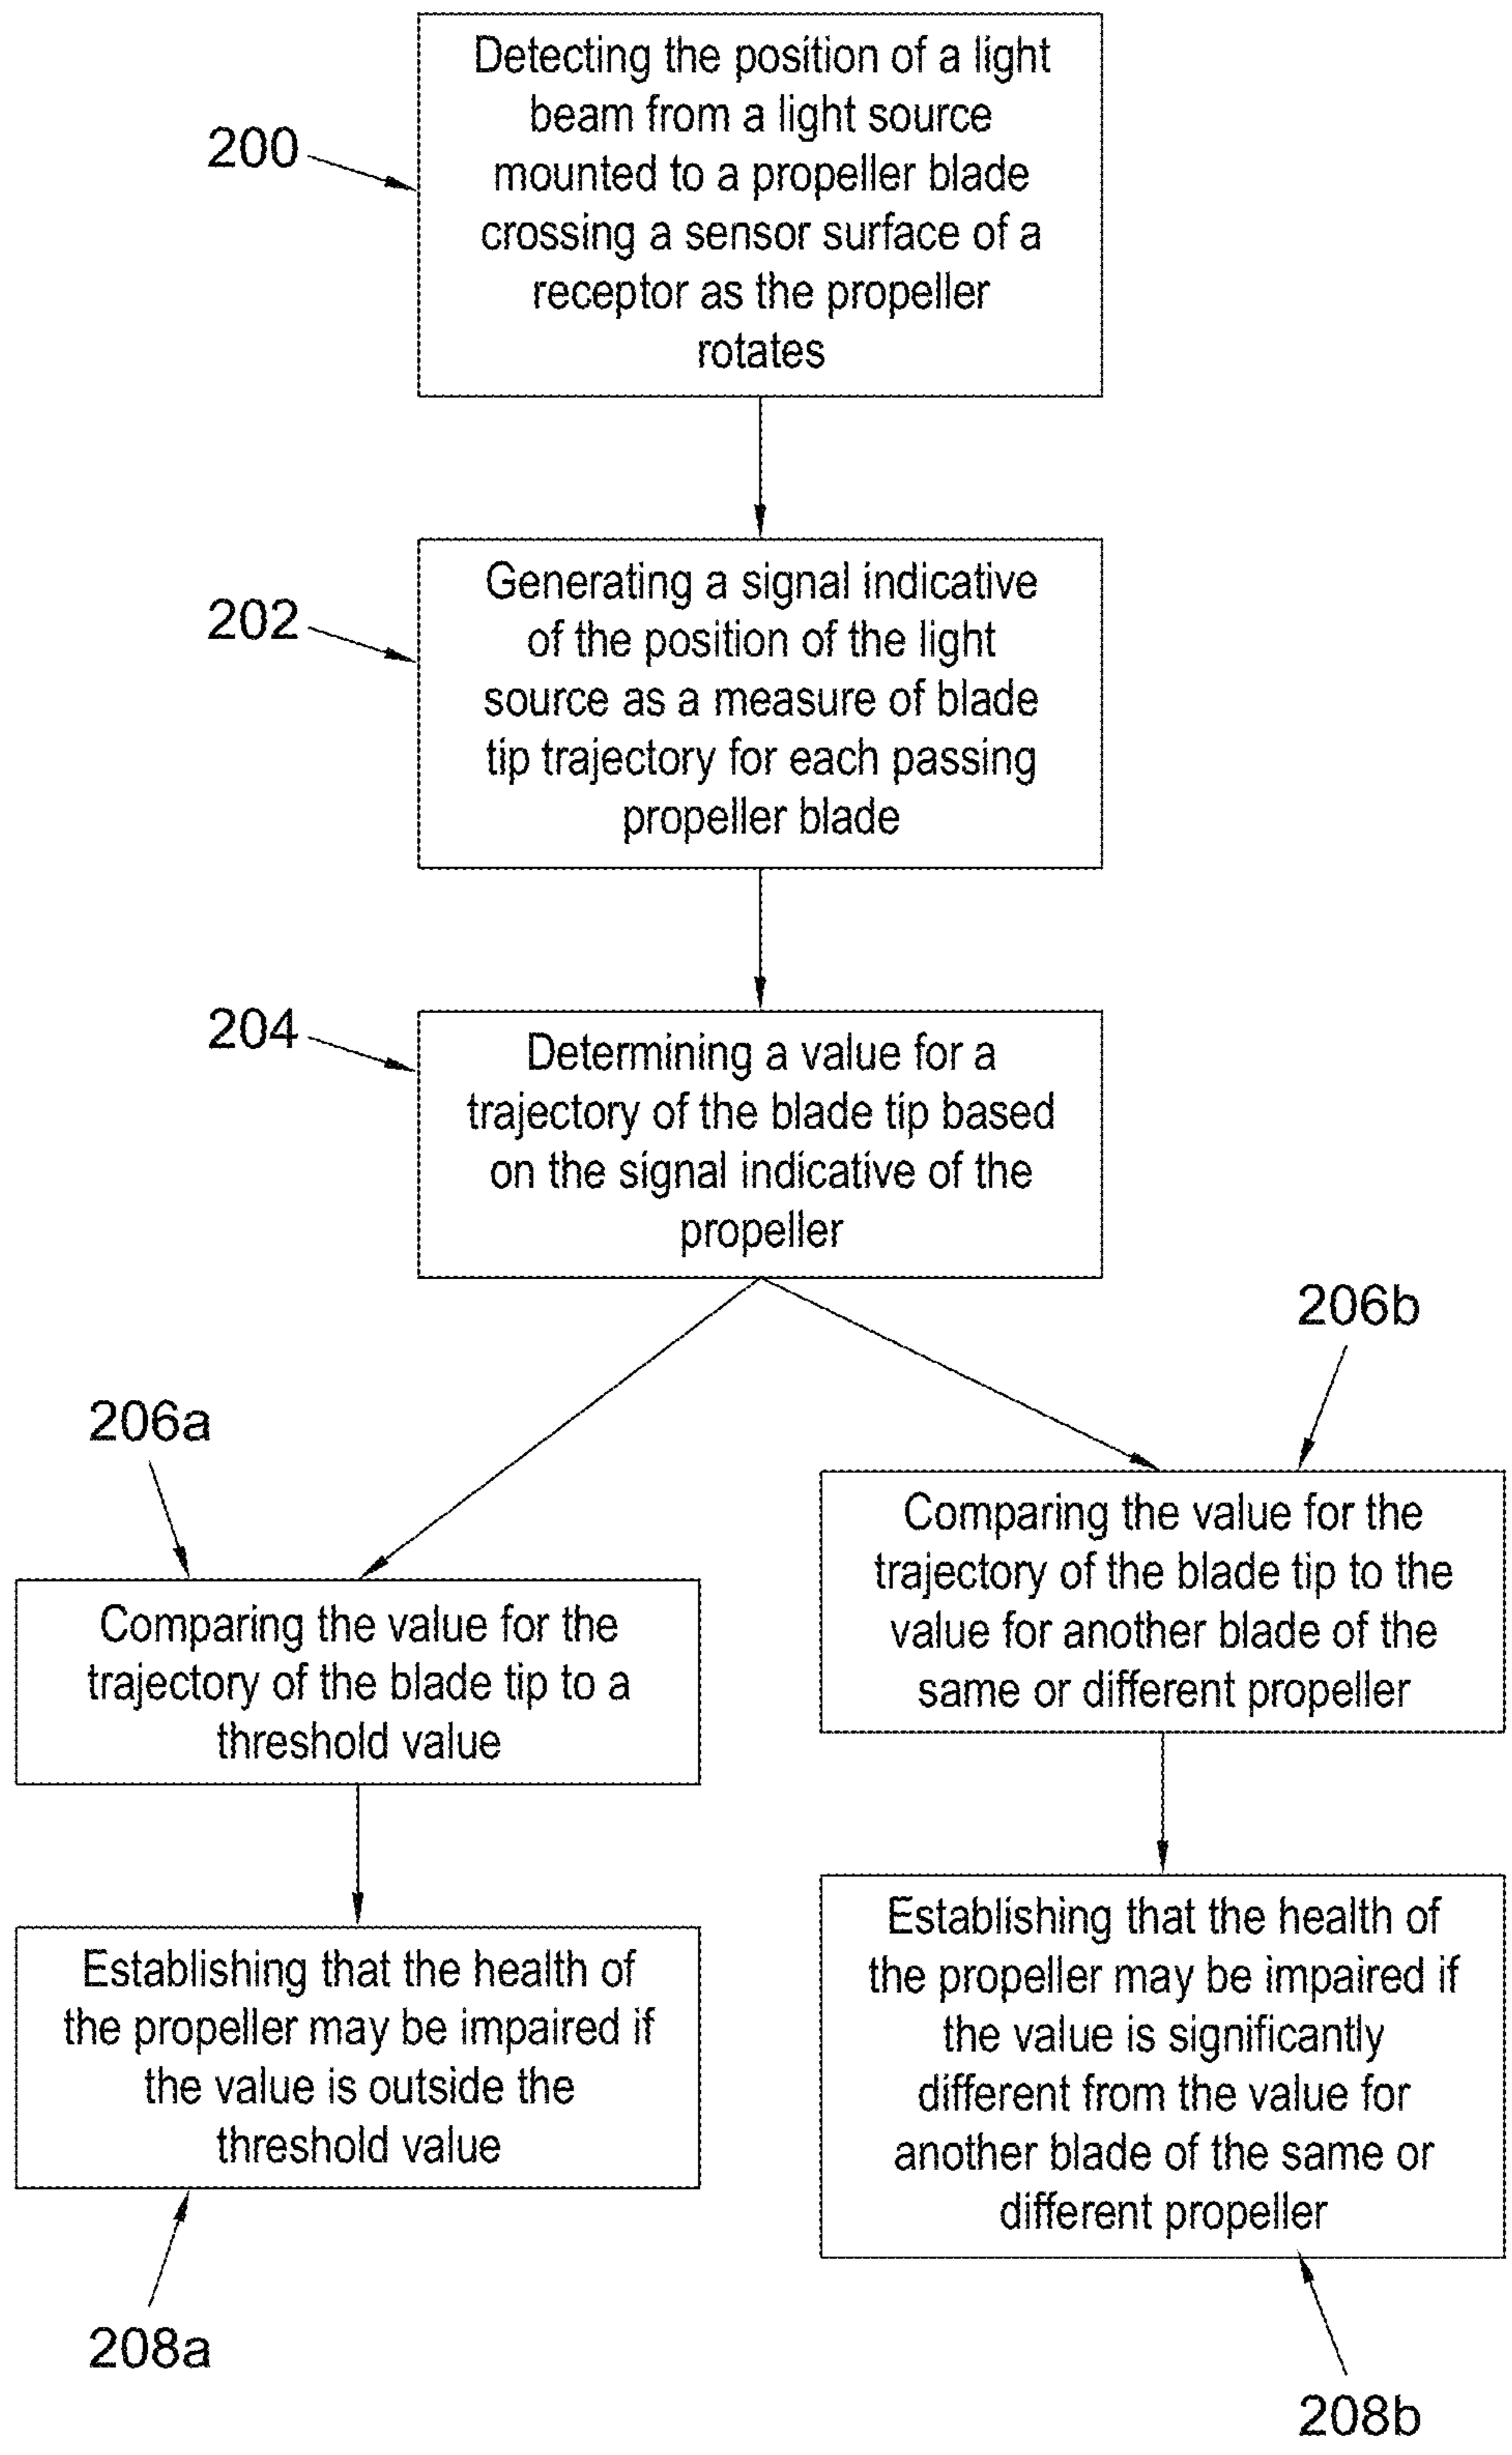 200
Detecting the position of a light
beam from a light source
mounted to a propeller blade
crossing a sensor surface of a
receptor as the propeller
rotates
202
Generating a signal indicative
of the position of the light
source as a measure of blade
tip trajectory for each passing
propeller blade
204
Determining a value for a
trajectory of the blade tip based
on the signal indicative of the
propeller
206a
Comparing the value for the
trajectory of the blade tip to a
threshold value
Establishing that the health of
the propeller may be impaired if
the value is outside the
threshold value
208a
206b
Comparing the value for the
trajectory of the blade tip to the
value for another blade of the
same or different propeller
Establishing that the health of
the propeller may be impaired if
the value is significantly
different from the value for
another blade of the same or
different propeller
208b